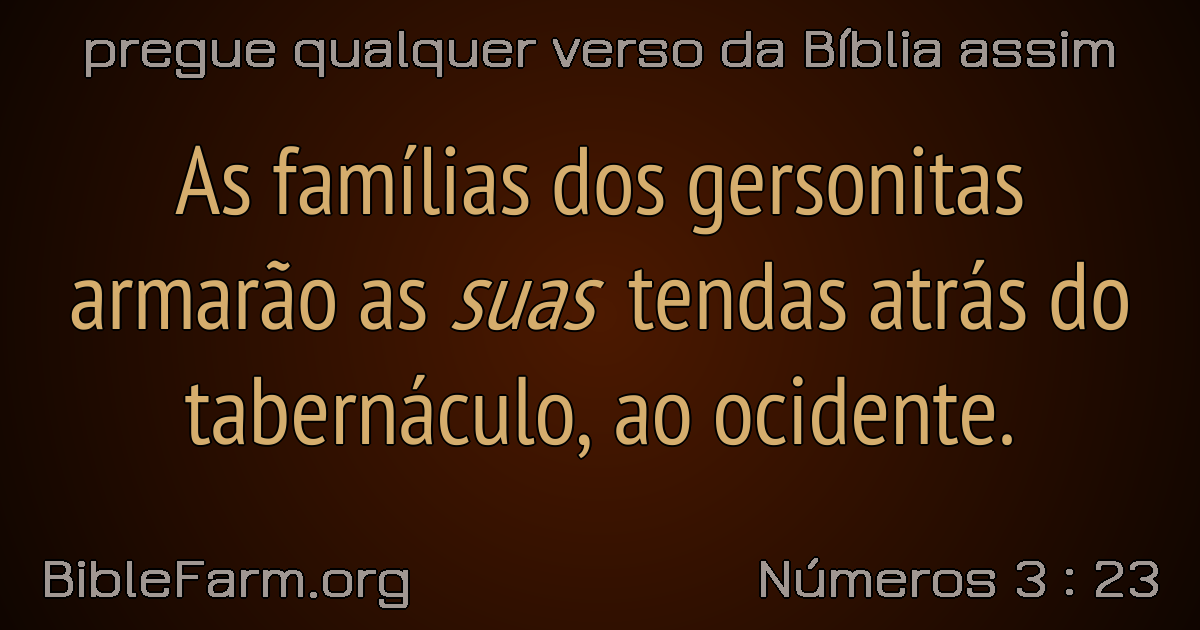 pregue qualquer verso da Bíblia assim
As famílias dos gersonitas
armarão as suas tendas atrás do
tabernáculo, ao ocidente.
BibleFarm.org
Números 3 : 23